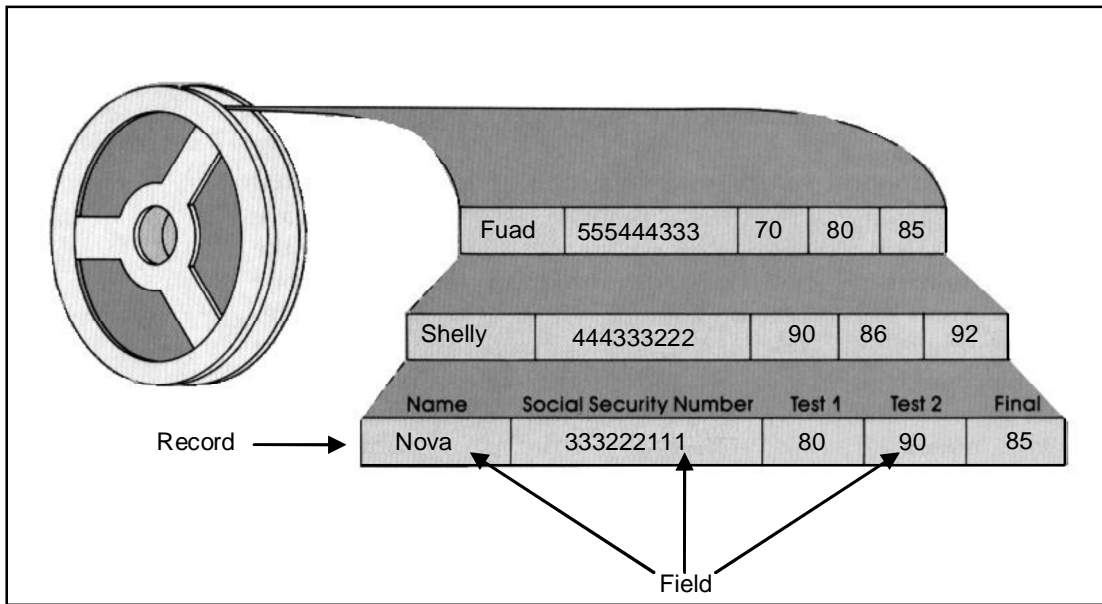 Fuad 555444333 70 80 85
Shelly 444333222 90 86 92
Name Social Security Number Test 1 Test 2 Final
Record Nova 333222111 80 90 85
Field